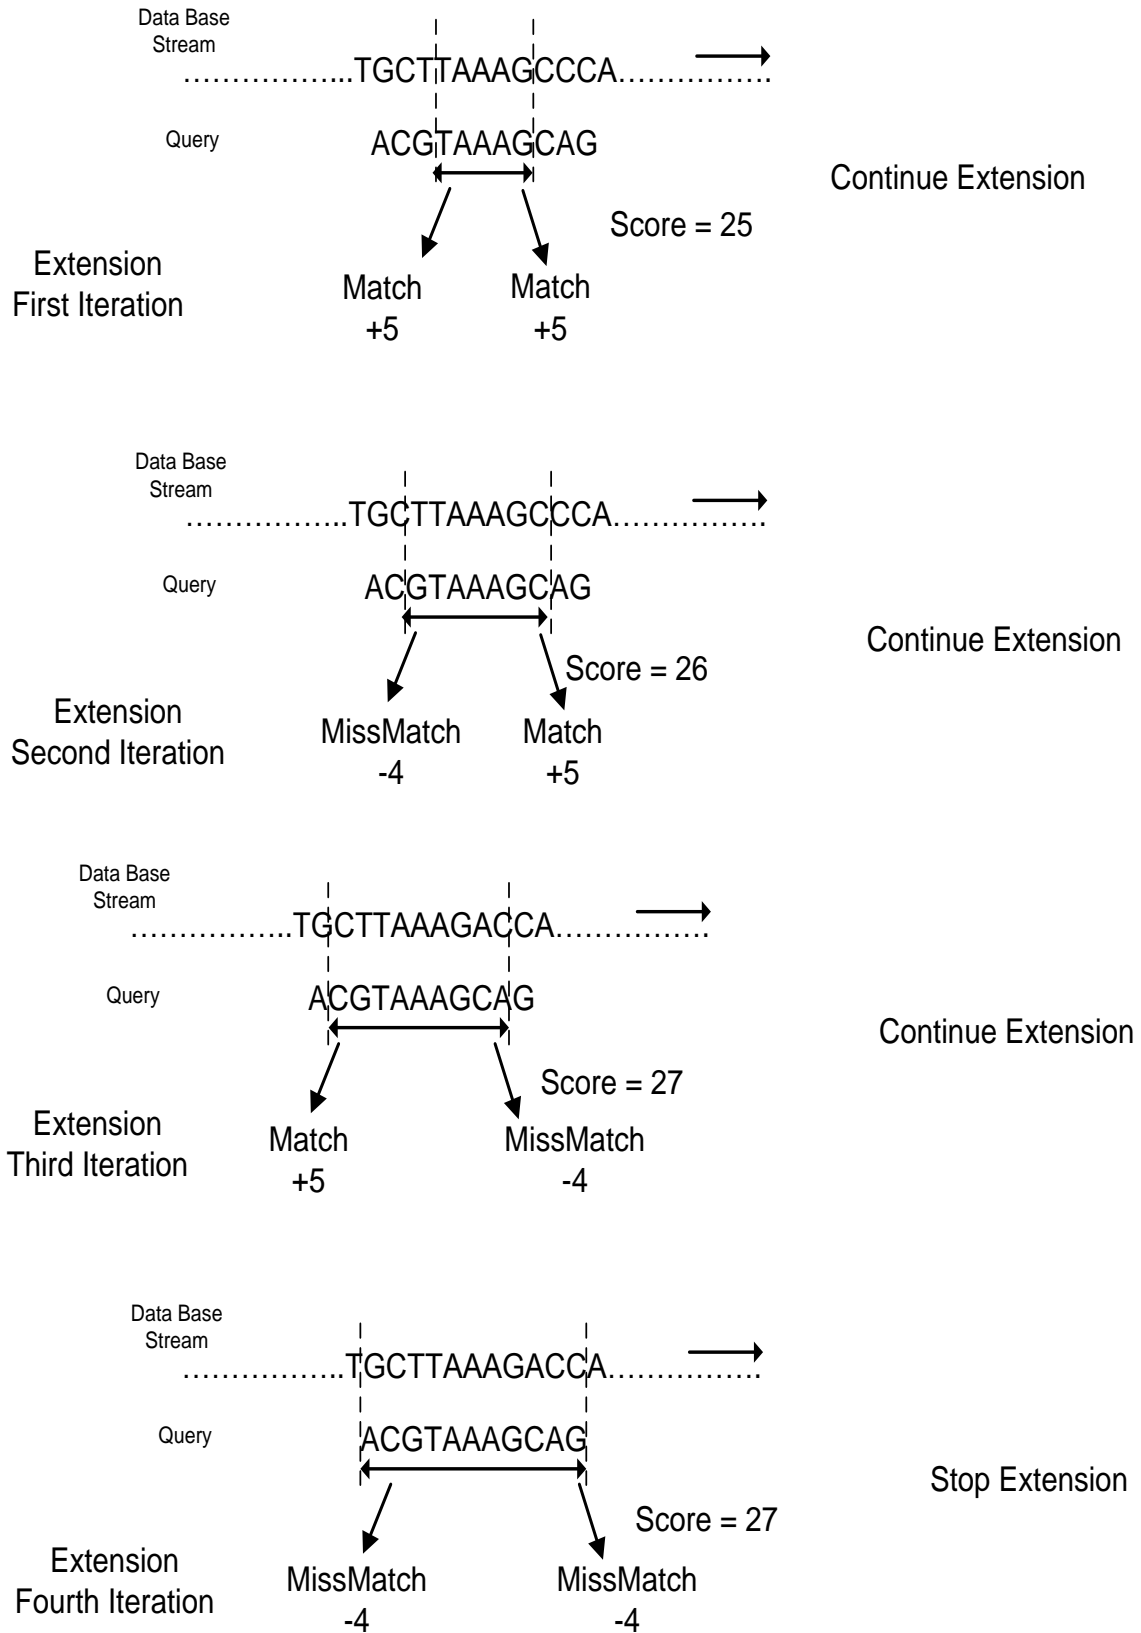 Data Base
Stream
………………...TGCTTAAAGCCCA…………….
Query
ACGTAAAGCAG
Continue Extension
Score = 25
Extension
First Iteration
Match
+5
Match
+5
Data Base
Stream
……………..TGCTTAAAGCCCA…………….
Query
ACGTAAAGCAG
Continue Extension
Score = 26
Extension
Second Iteration
MissMatch
-4
Match
+5
Data Base
Stream
……………..TGCTTAAAGACCA…………….
Query
ACGTAAAGCAG
Continue Extension
Score = 27
Extension
Third Iteration
Match
+5
MissMatch
-4
Data Base
Stream
……………..TGCTTAAAGACCA…………….
Query
ACGTAAAGCAG
Stop Extension
Score = 27
Extension
Fourth Iteration
MissMatch
-4
MissMatch
-4